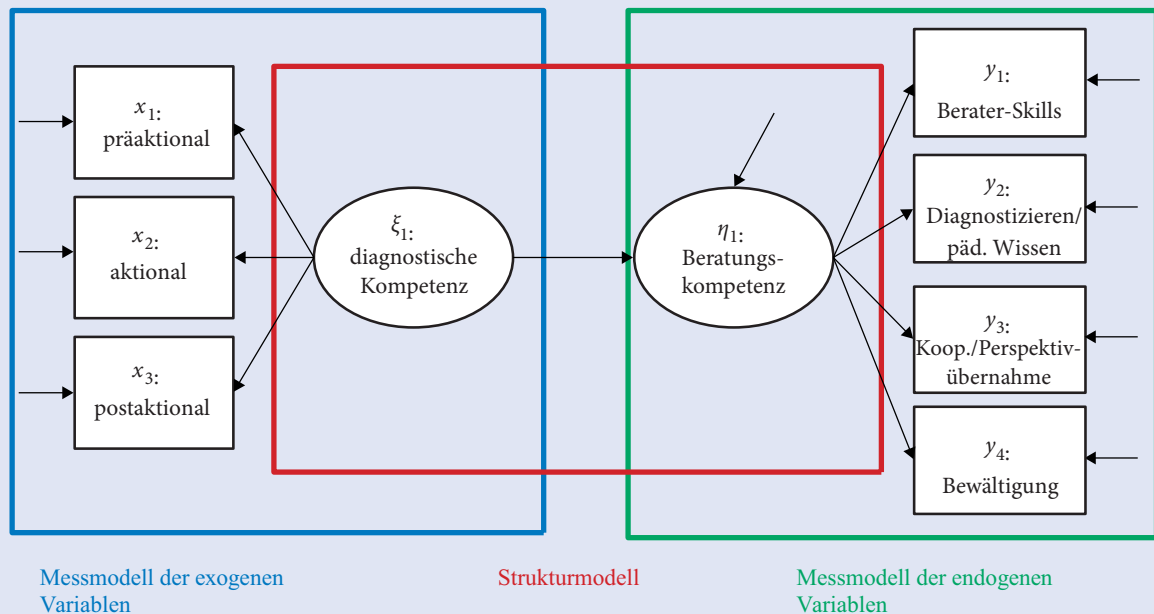 x1:
präaktional
x2:
aktional
x3:
postaktional
ξ1:
diagnostische
Kompetenz
η1:
Beratungs-
kompetenz
y1:
Berater-Skills
y2:
Diagnostizieren/
päd. Wissen
y3:
Koop./Perspektiv-
übernahme
y4:
Bewältigung
Messmodell der exogenen
Variablen
Strukturmodell
Messmodell der endogenen
Variablen